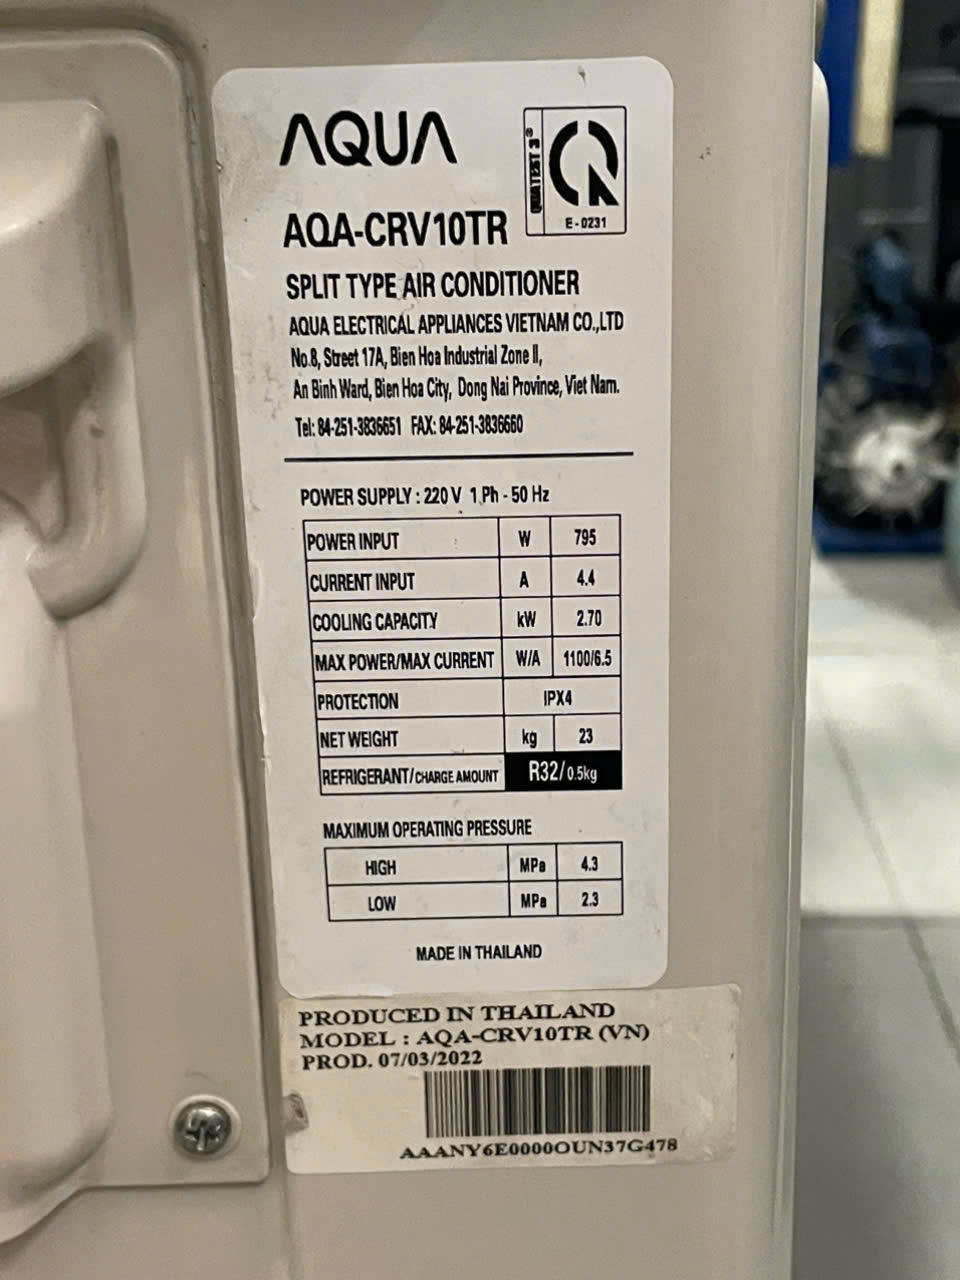 AQUA
QUATEST 3®
E-0231
AQA-CRV10TR
SPLIT TYPE AIR CONDITIONER
AQUA ELECTRICAL APPLIANCES VIETNAM CO.,LTD
No.8, Street 17A, Bien Hoa Industrial Zone II,
An Binh Ward, Bien Hoa City, Dong Nai Province, Viet Nam.
Tel: 84-251-3836651 FAX: 84-251-3836660
POWER SUPPLY : 220 V 1 Ph - 50 Hz
POWER INPUT W 795
CURRENT INPUT A 4.4
COOLING CAPACITY kW 2.70
MAX POWER/MAX CURRENT W/A 1100/6.5
PROTECTION IPX4
NET WEIGHT kg 23
REFRIGERANT/CHARGE AMOUNT R32/0.5kg
MAXIMUM OPERATING PRESSURE
HIGH MPa 4.3
LOW MPa 2.3
MADE IN THAILAND
PRODUCED IN THAILAND
MODEL : AQA-CRV10TR (VN)
PROD. 07/03/2022
AAANY6E0000OUN37G478